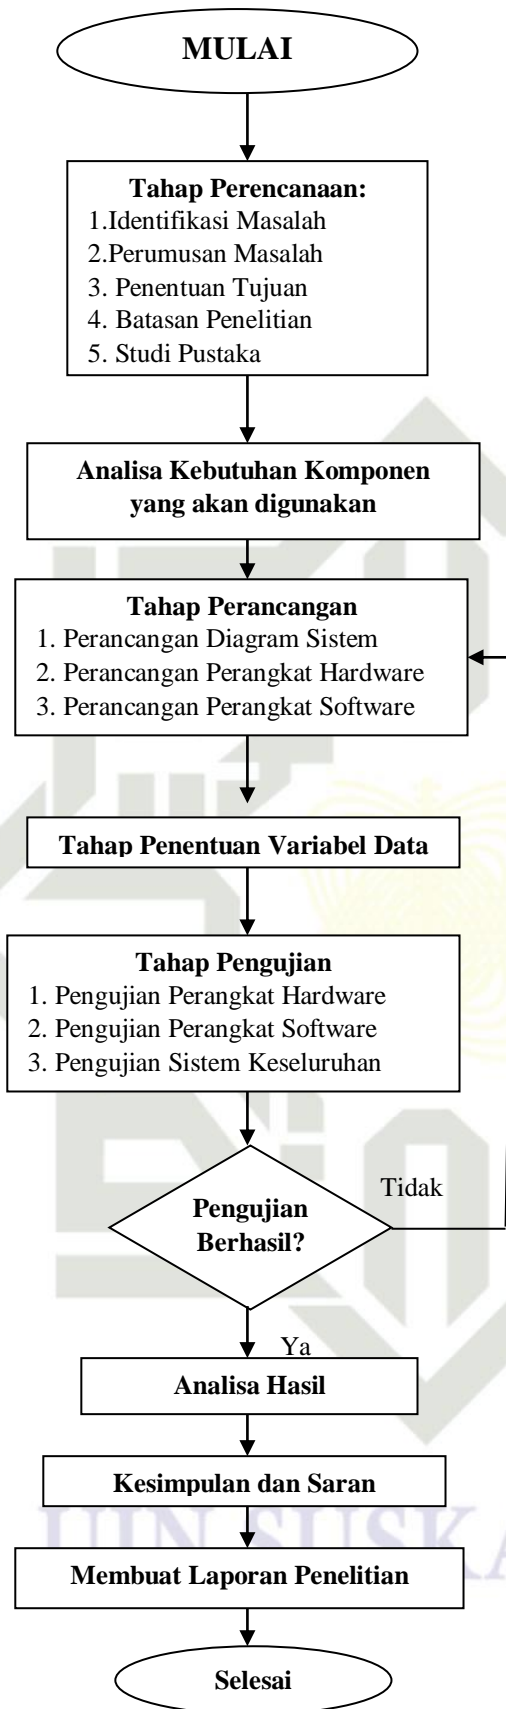 MULAI
Tahap Perencanaan:
1.Identifikasi Masalah
2.Perumusan Masalah
3. Penentuan Tujuan
4. Batasan Penelitian
5. Studi Pustaka
Analisa Kebutuhan Komponen
yang akan digunakan
Tahap Perancangan
1. Perancangan Diagram Sistem
2. Perancangan Perangkat Hardware
3. Perancangan Perangkat Software
Tahap Penentuan Variabel Data
Tahap Pengujian
1. Pengujian Perangkat Hardware
2. Pengujian Perangkat Software
3. Pengujian Sistem Keseluruhan
Tidak
Pengujian
Berhasil?
Ya
Analisa Hasil
Kesimpulan dan Saran
UIN SUSKA
Membuat Laporan Penelitian
Selesai